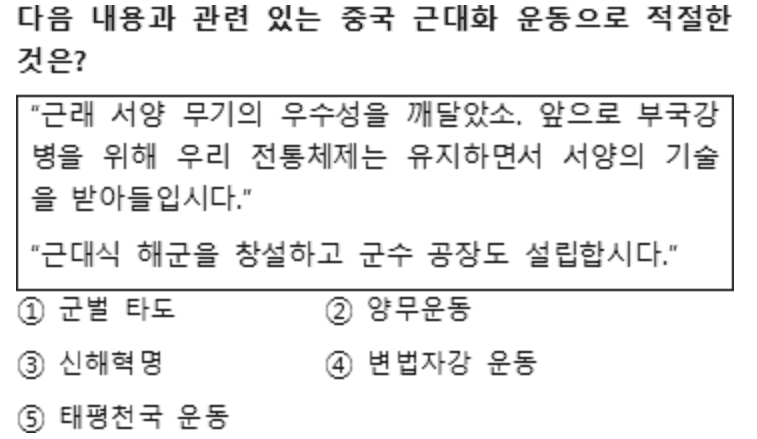 다음 내용과 관련 있는 중국 근대화 운동으로 적절한
것은?
“근래 서양 무기의 우수성을 깨달았소. 앞으로 부국강
병을 위해 우리 전통체제는 유지하면서 서양의 기술
을 받아들입시다.”
“근대식 해군을 창설하고 군수 공장도 설립합시다.”
① 군벌 타도 ② 양무운동
③ 신해혁명 ④ 변법자강 운동
⑤ 태평천국 운동